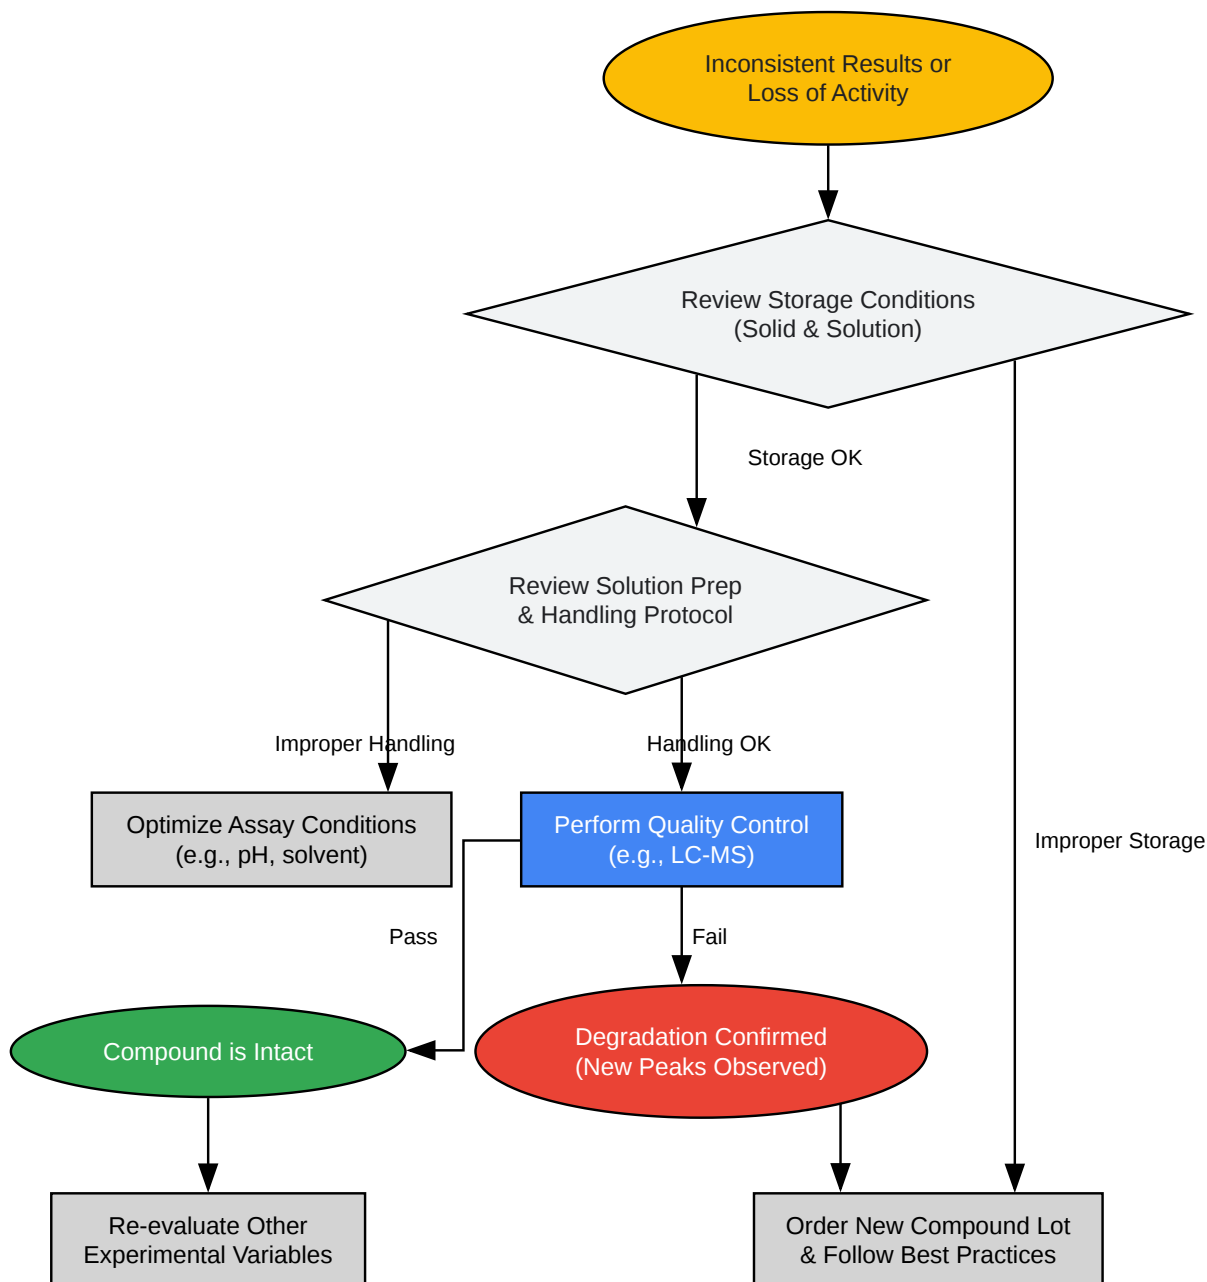 Inconsistent Results or
Loss of Activity
Review Storage Conditions
(Solid & Solution)
Storage OK
Review Solution Prep
& Handling Protocol
Improper Handling
Handling OK
Optimize Assay Conditions
(e.g., pH, solvent)
Perform Quality Control
(e.g., LC-MS)
Improper Storage
Pass
Fail
Compound is Intact
Degradation Confirmed
(New Peaks Observed)
Re-evaluate Other
Experimental Variables
Order New Compound Lot
& Follow Best Practices